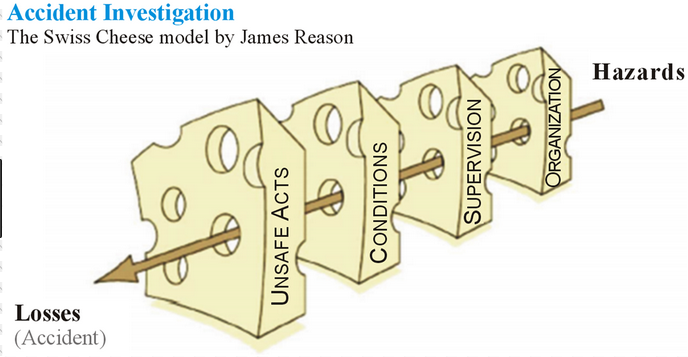 Accident Investigation
The Swiss Cheese model by James Reason
Hazards
ORGANIZATION
SUPERVISION
CONDITIONS
UNSAFE ACTS
Losses
(Accident)